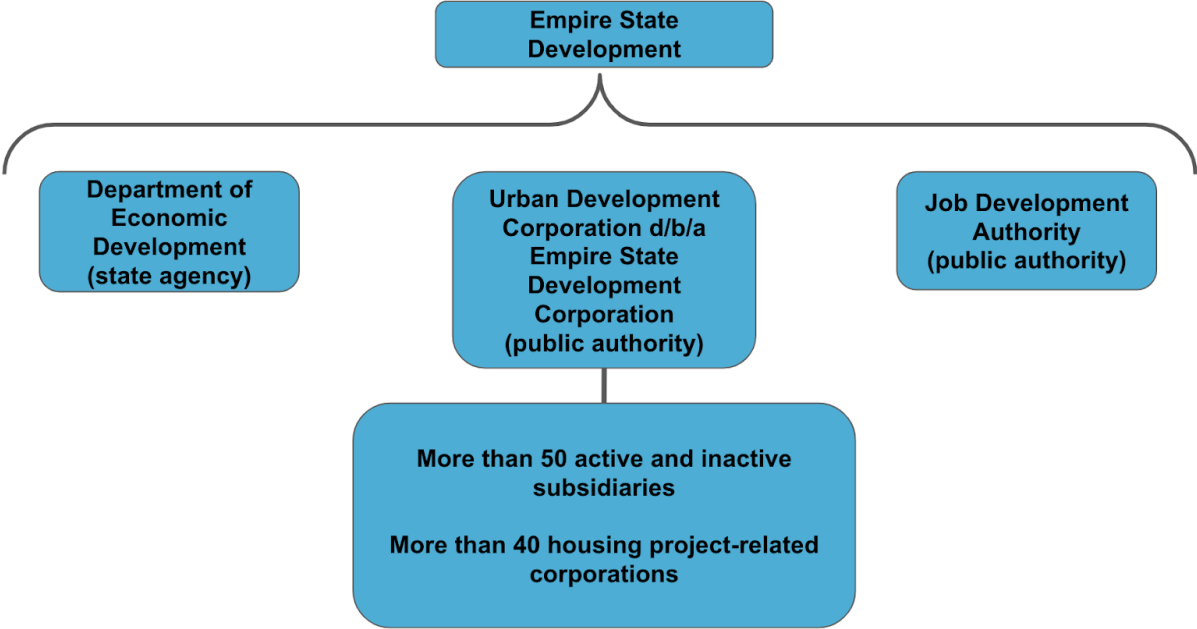 Empire State
Development
Department of
Economic
Development
(state agency)
Urban Development
Corporation d/b/a
Empire State
Development
Corporation
(public authority)
Job Development
Authority
(public authority)
More than 50 active and inactive
subsidiaries
More than 40 housing project-related
corporations